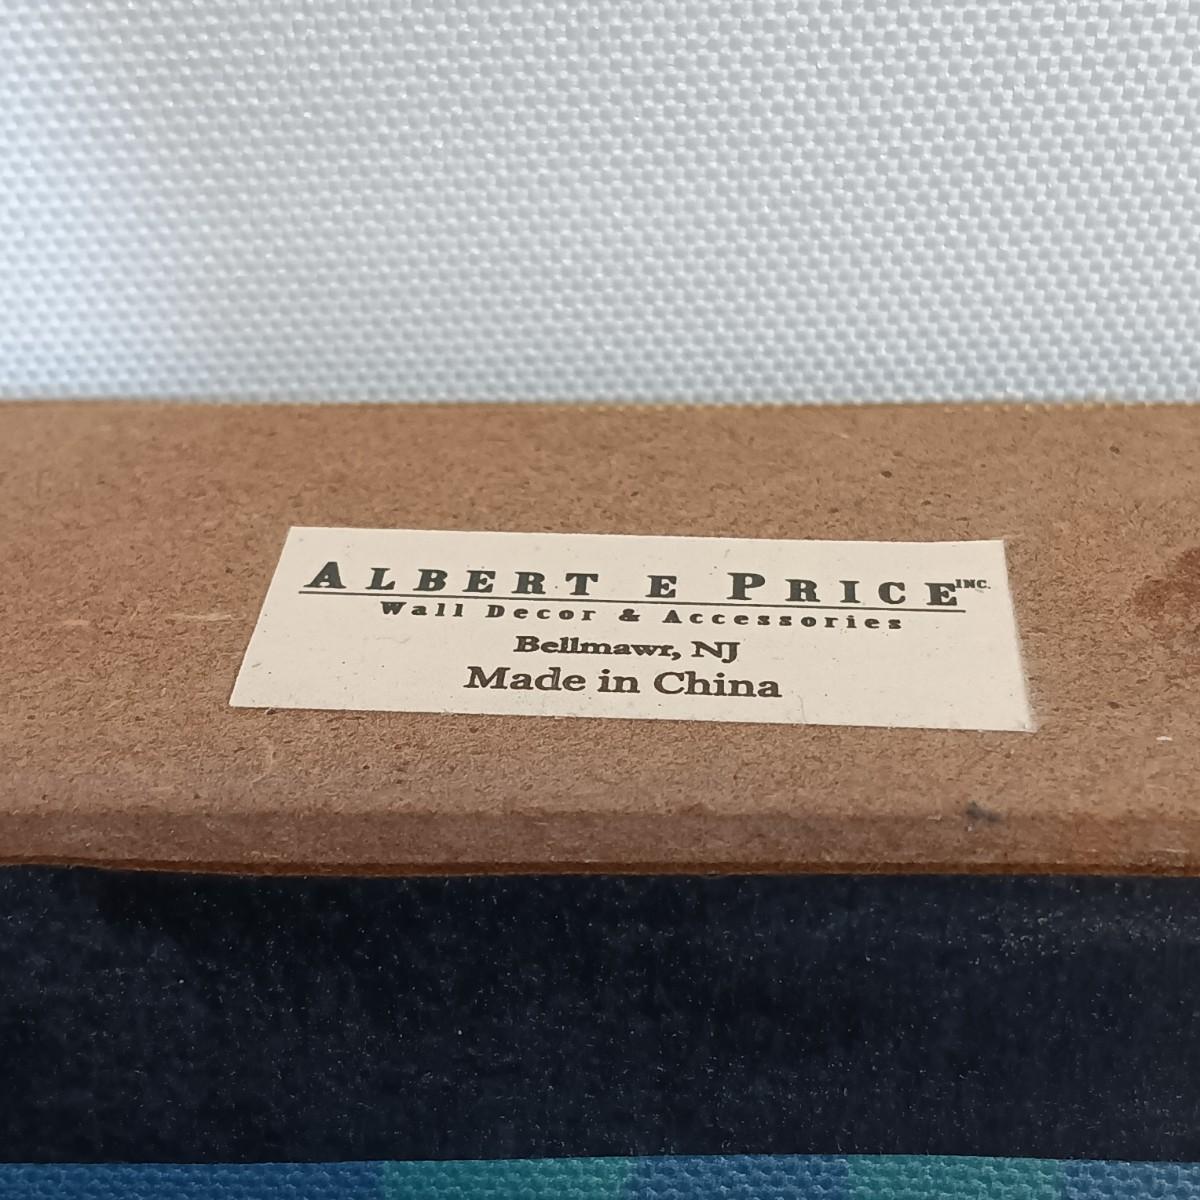 ALBERT E PRICE INC.
Wall Decor & Accessories
Bellmawr, NJ
Made in China